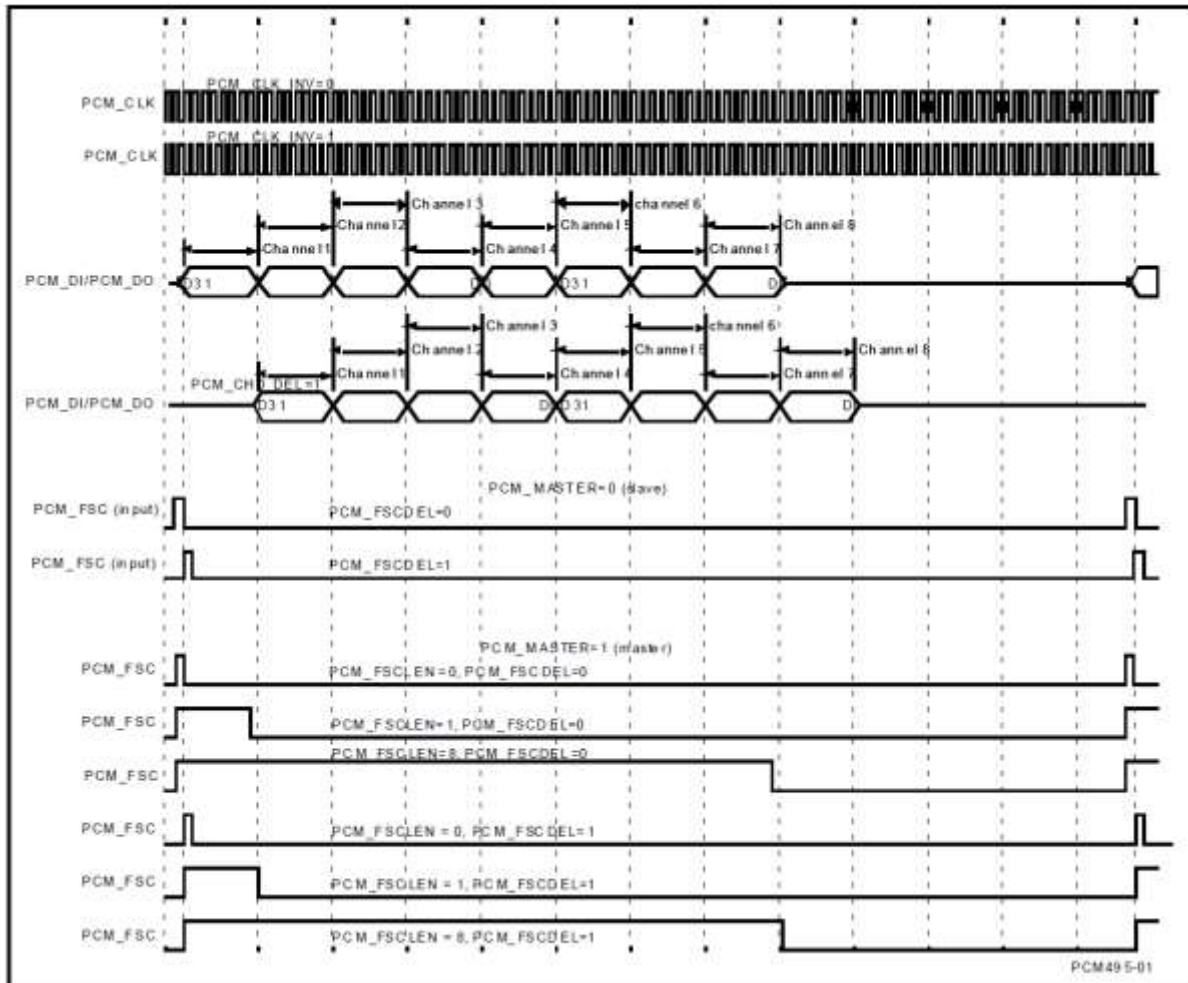 PCM_CLK_INV=0
PCM_CLK
PCM_CLK_INV=1
PCM_CLK
Channel 3
channel 6
Channel 2
Channel 5
Channel 8
Channel 1
Channel 4
Channel 7
PCM_DI/PCM_DO
D31
D
D31
D
Channel 3
channel 6
Channel 2
Channel 5
Channel 8
PCM_CH0_DEL=1
Channel 1
Channel 4
Channel 7
PCM_DI/PCM_DO
D31
D
D31
D
PCM_MASTER=0 (slave)
PCM_FSC (input)
PCM_FSCDEL=0
PCM_FSC (input)
PCM_FSCDEL=1
PCM_MASTER=1 (master)
PCM_FSC
PCM_FSCLEN=0, PCM_FSCDEL=0
PCM_FSC
PCM_FSCLEN=1, PCM_FSCDEL=0
PCM_FSCLEN=8, PCM_FSCDEL=0
PCM_FSC
PCM_FSC
PCM_FSCLEN = 0, PCM_FSCDEL=1
PCM_FSC
PCM_FSCLEN = 1, PCM_FSCDEL=1
PCM_FSC
PCM_FSCLEN = 8, PCM_FSCDEL=1
PCM495-01